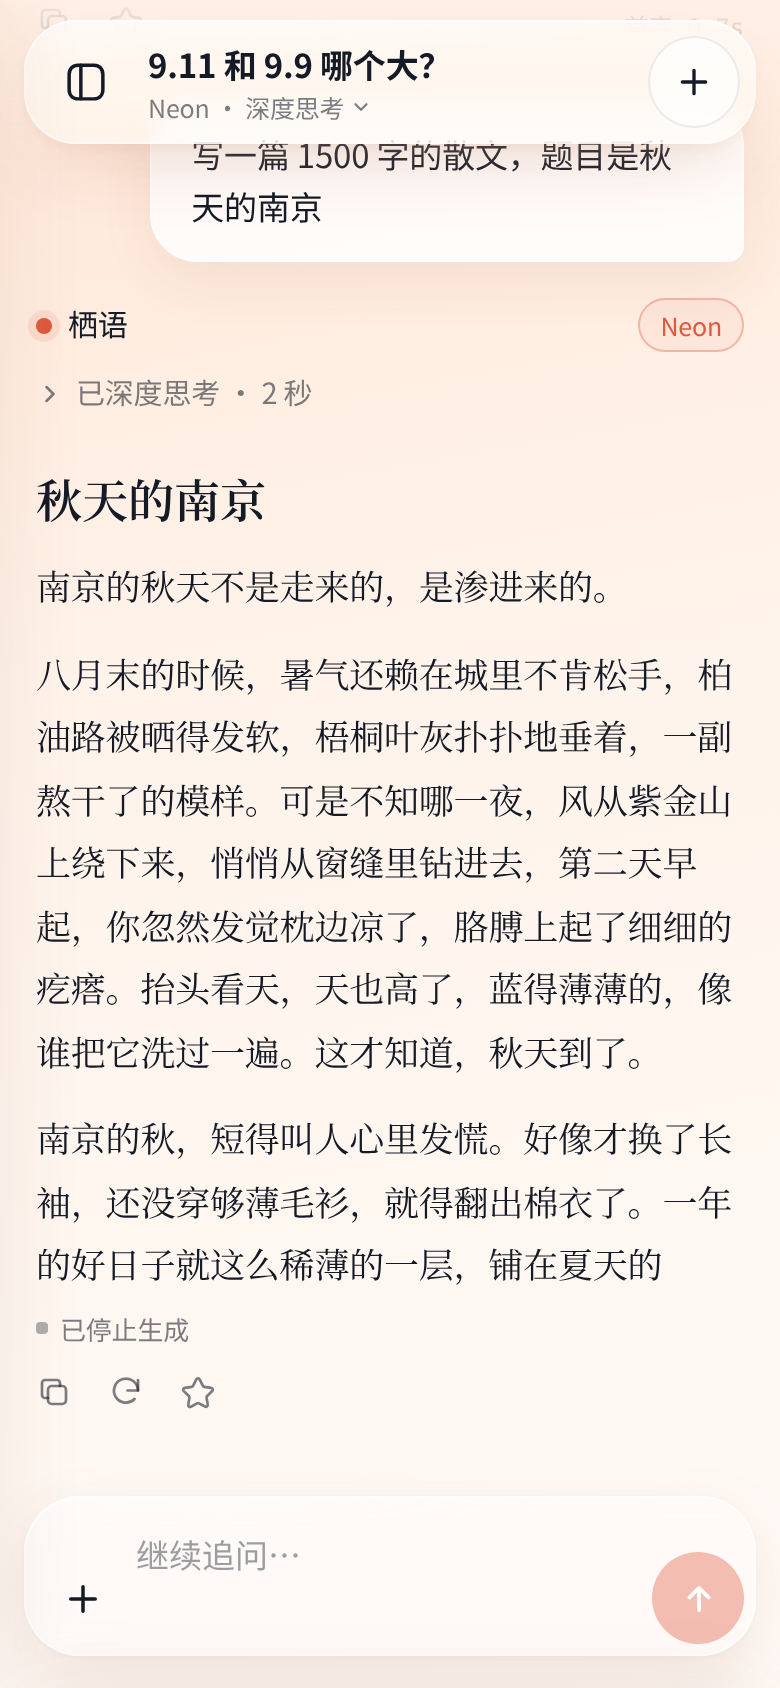 9.11 和 9.9 哪个大?
Neon • 深度思考
写一篇 1500 字的散文，题目是秋
天的南京
栖语
Neon
已深度思考 • 2 秒
秋天的南京
南京的秋天不是走来的，是渗进来的。
八月末的时候，暑气还赖在城里不肯松手，柏
油路被晒得发软，梧桐叶灰扑扑地垂着，一副
熬干了的模样。可是不知哪一夜，风从紫金山
上绕下来，悄悄从窗缝里钻进去，第二天早
起，你忽然发觉枕边凉了，胳膊上起了细细的
疙瘩。抬头看天，天也高了，蓝得薄薄的，像
谁把它洗过一遍。这才知道，秋天到了。
南京的秋，短得叫人心里发慌。好像才换了长
袖，还没穿够薄毛衫，就得翻出棉衣了。一年
的好日子就这么稀薄的一层，铺在夏天的
已停止生成
继续追问…